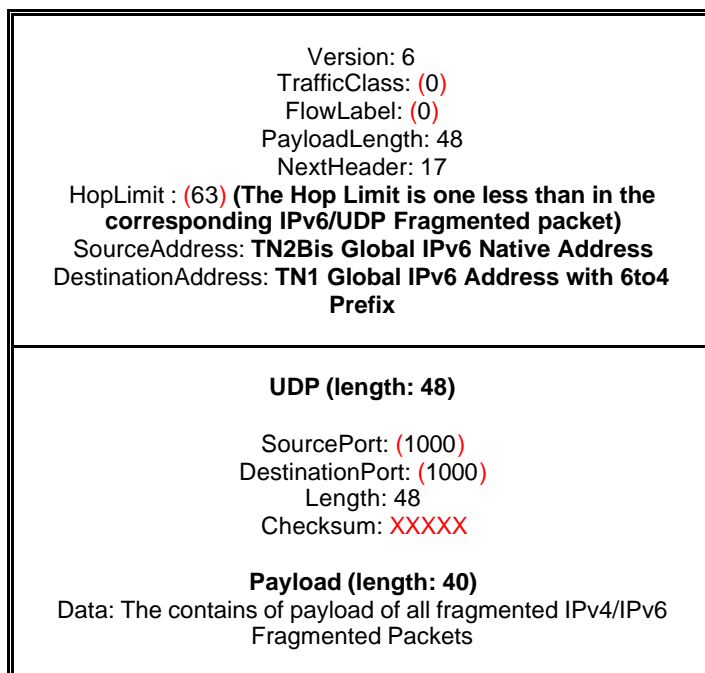 Version: 6
TrafficClass: (0)
FlowLabel: (0)
PayloadLength: 48
NextHeader: 17
HopLimit : (63) (The Hop Limit is one less than in the
corresponding IPv6/UDP Fragmented packet)
SourceAddress: TN2Bis Global IPv6 Native Address
DestinationAddress: TN1 Global IPv6 Address with 6to4
Prefix
UDP (length: 48)
SourcePort: (1000)
DestinationPort: (1000)
Length: 48
Checksum: XXXXX
Payload (length: 40)
Data: The contains of payload of all fragmented IPv4/IPv6
Fragmented Packets